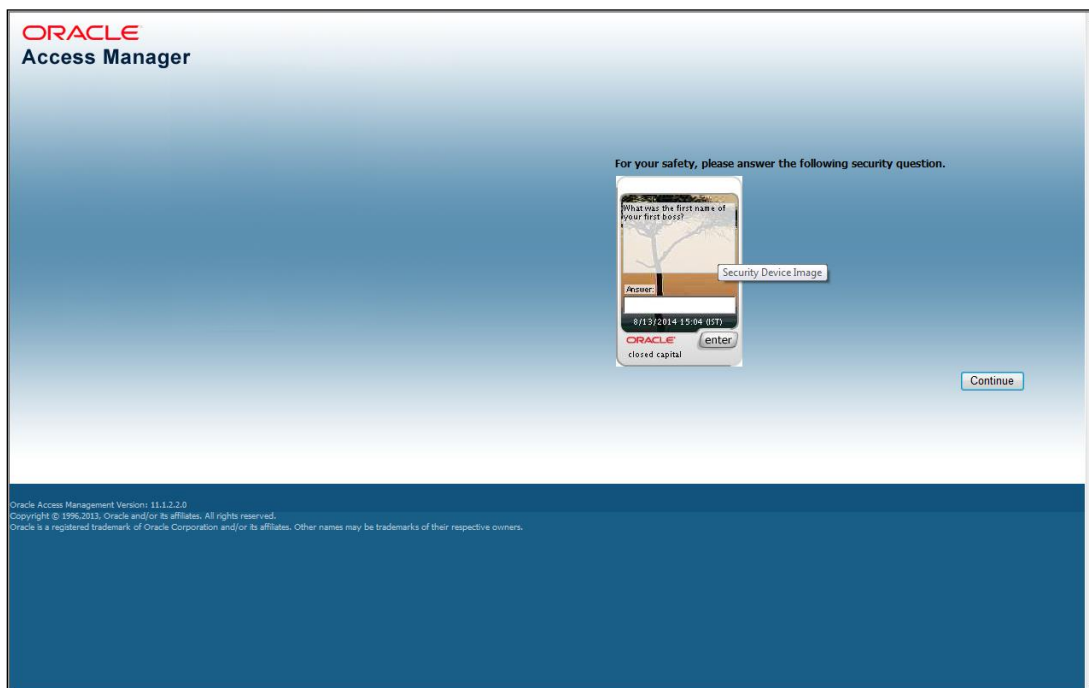 ORACLE
Access Manager
For your safety, please answer the following security question.
What was the first name of
your first boss?
Security Device Image
Answer:
8/13/2014 15:04 (IST)
ORACLE
enter
closed capital
Continue
Oracle Access Management Version: 11.1.2.2.0
Copyright © 1996,2013, Oracle and/or its affiliates. All rights reserved.
Oracle is a registered trademark of Oracle Corporation and/or its affiliates. Other names may be trademarks of their respective owners.